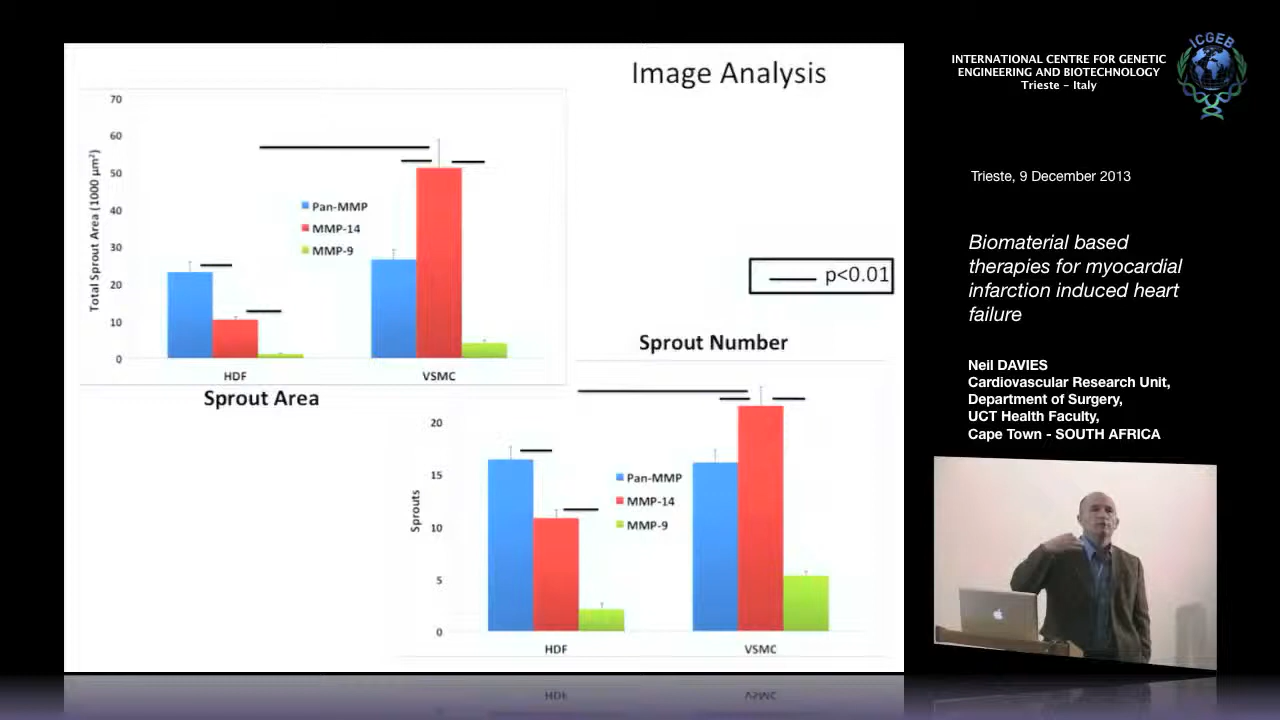 Image Analysis
70
60
50
40
30
20
10
0
Total Sprout Area (1000 µm²)
Pan-MMP
MMP-14
MMP-9
HDF
VSMC
Sprout Area
p<0.01
Sprout Number
20
15
10
5
0
Sprouts
Pan-MMP
MMP-14
MMP-9
HDF
VSMC
INTERNATIONAL CENTRE FOR GENETIC
ENGINEERING AND BIOTECHNOLOGY
Trieste - Italy
ICGEB
Trieste, 9 December 2013
Biomaterial based
therapies for myocardial
infarction induced heart
failure
Neil DAVIES
Cardiovascular Research Unit,
Department of Surgery,
UCT Health Faculty,
Cape Town - SOUTH AFRICA